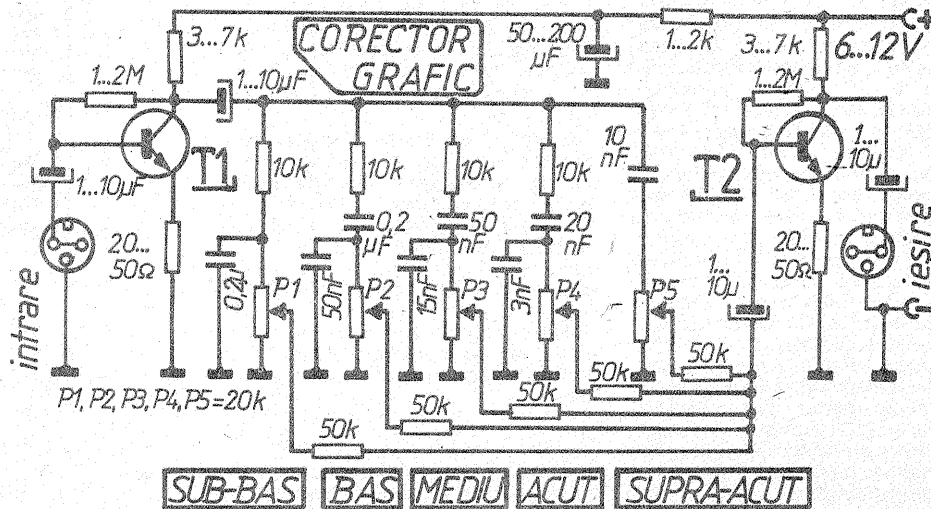 CORECTOR
GRAFIC
3...7k
1...2M
1...10µF
50...200
µF
1...2k
3...7k
+
6...12V
1...2M
T1
1...10µF
10k
10k
10k
10k
10
nF
T2
1...
10µ
20...
50Ω
0,2
µF
50
nF
20
nF
20...
50Ω
0,2µ
P1
50nF
P2
15nF
P3
3nF
P4
P5
1...
10µ
intrare
iesire
P1, P2, P3, P4, P5=20k
50k
50k
50k
50k
50k
SUB-BAS BAS MEDIU ACUT SUPRA-ACUT